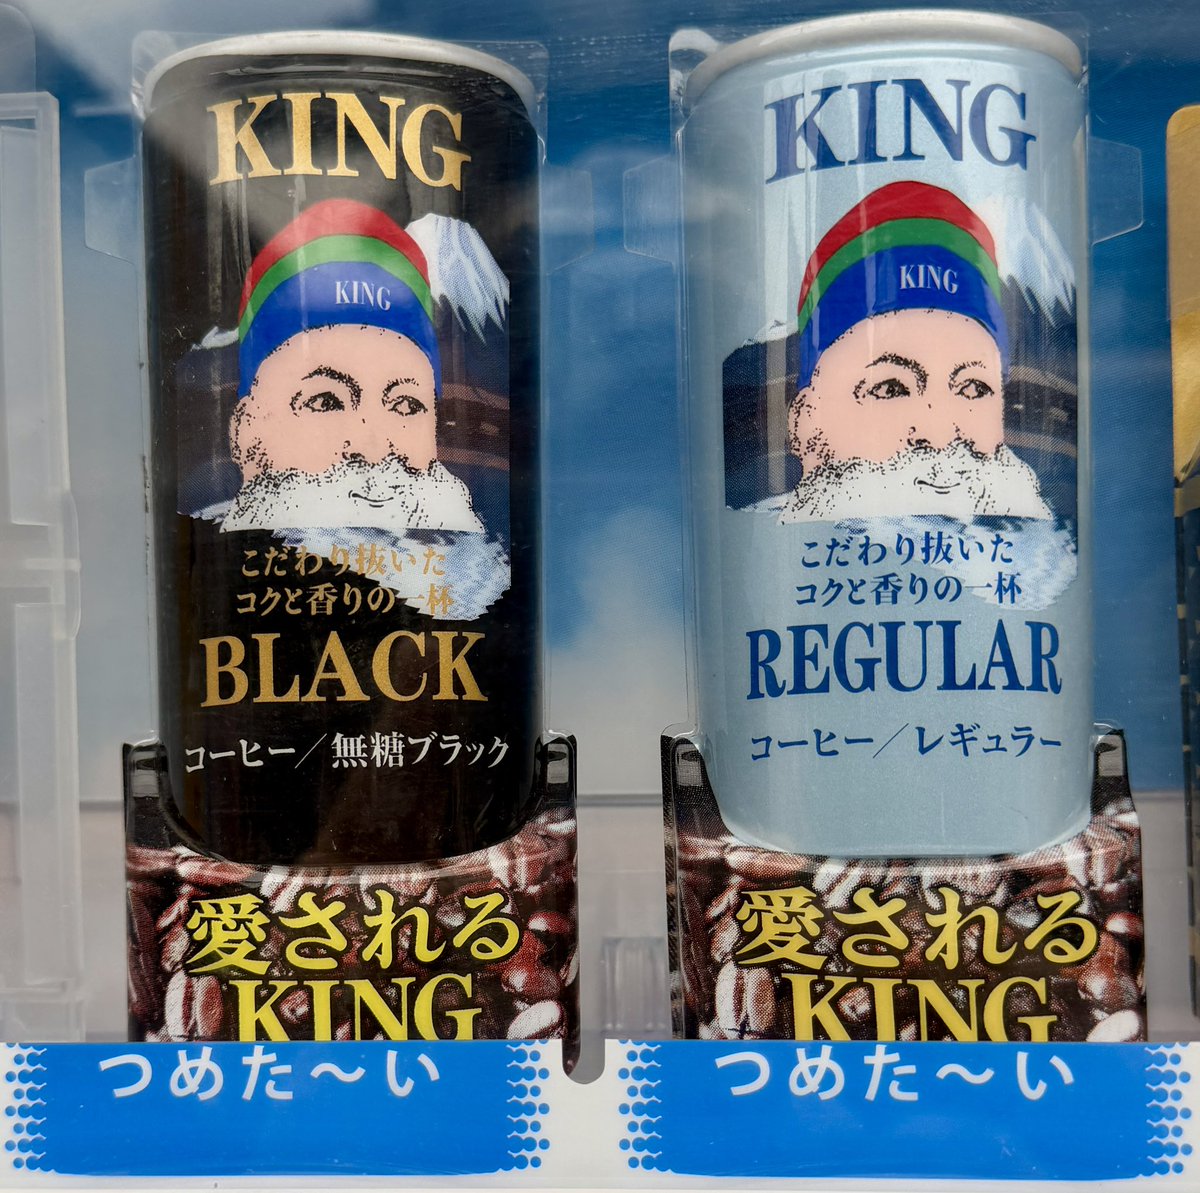 KING
KING
こだわり抜いた
コクと香りの一杯
BLACK
コーヒー／無糖ブラック
愛される
KING
つめた〜い
KING
KING
こだわり抜いた
コクと香りの一杯
REGULAR
コーヒー／レギュラー
愛される
KING
つめた〜い